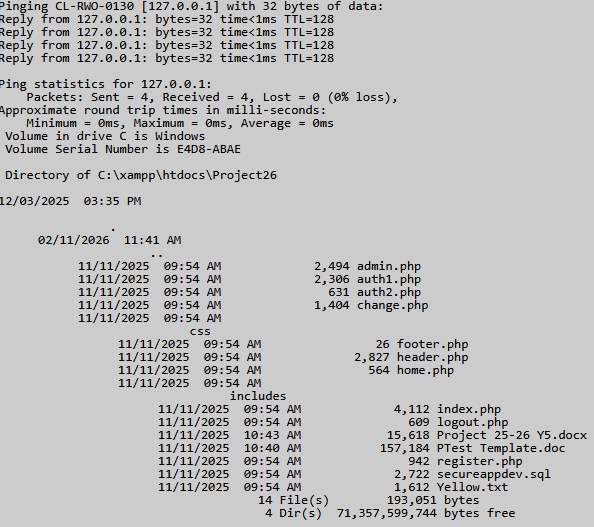 Pinging CL-RWO-0130 [127.0.0.1] with 32 bytes of data:
Reply from 127.0.0.1: bytes=32 time<1ms TTL=128
Reply from 127.0.0.1: bytes=32 time<1ms TTL=128
Reply from 127.0.0.1: bytes=32 time<1ms TTL=128
Reply from 127.0.0.1: bytes=32 time<1ms TTL=128

Ping statistics for 127.0.0.1:
    Packets: Sent = 4, Received = 4, Lost = 0 (0% loss),
Approximate round trip times in milli-seconds:
    Minimum = 0ms, Maximum = 0ms, Average = 0ms
 Volume in drive C is Windows
 Volume Serial Number is E4D8-ABAE

 Directory of C:\xampp\htdocs\Project26

12/03/2025  03:35 PM
.
02/11/2026  11:41 AM
..
11/11/2025  09:54 AM             2,494 admin.php
11/11/2025  09:54 AM             2,306 auth1.php
11/11/2025  09:54 AM               631 auth2.php
11/11/2025  09:54 AM             1,404 change.php
11/11/2025  09:54 AM
css
11/11/2025  09:54 AM                26 footer.php
11/11/2025  09:54 AM             2,827 header.php
11/11/2025  09:54 AM               564 home.php
11/11/2025  09:54 AM
includes
11/11/2025  09:54 AM             4,112 index.php
11/11/2025  09:54 AM               609 logout.php
11/11/2025  10:43 AM            15,618 Project 25-26 Y5.docx
11/11/2025  10:40 AM           157,184 PTest Template.doc
11/11/2025  09:54 AM               942 register.php
11/11/2025  09:54 AM             2,722 secureappdev.sql
11/11/2025  09:54 AM             1,612 Yellow.txt
14 File(s)        193,051 bytes
4 Dir(s)  71,357,599,744 bytes free